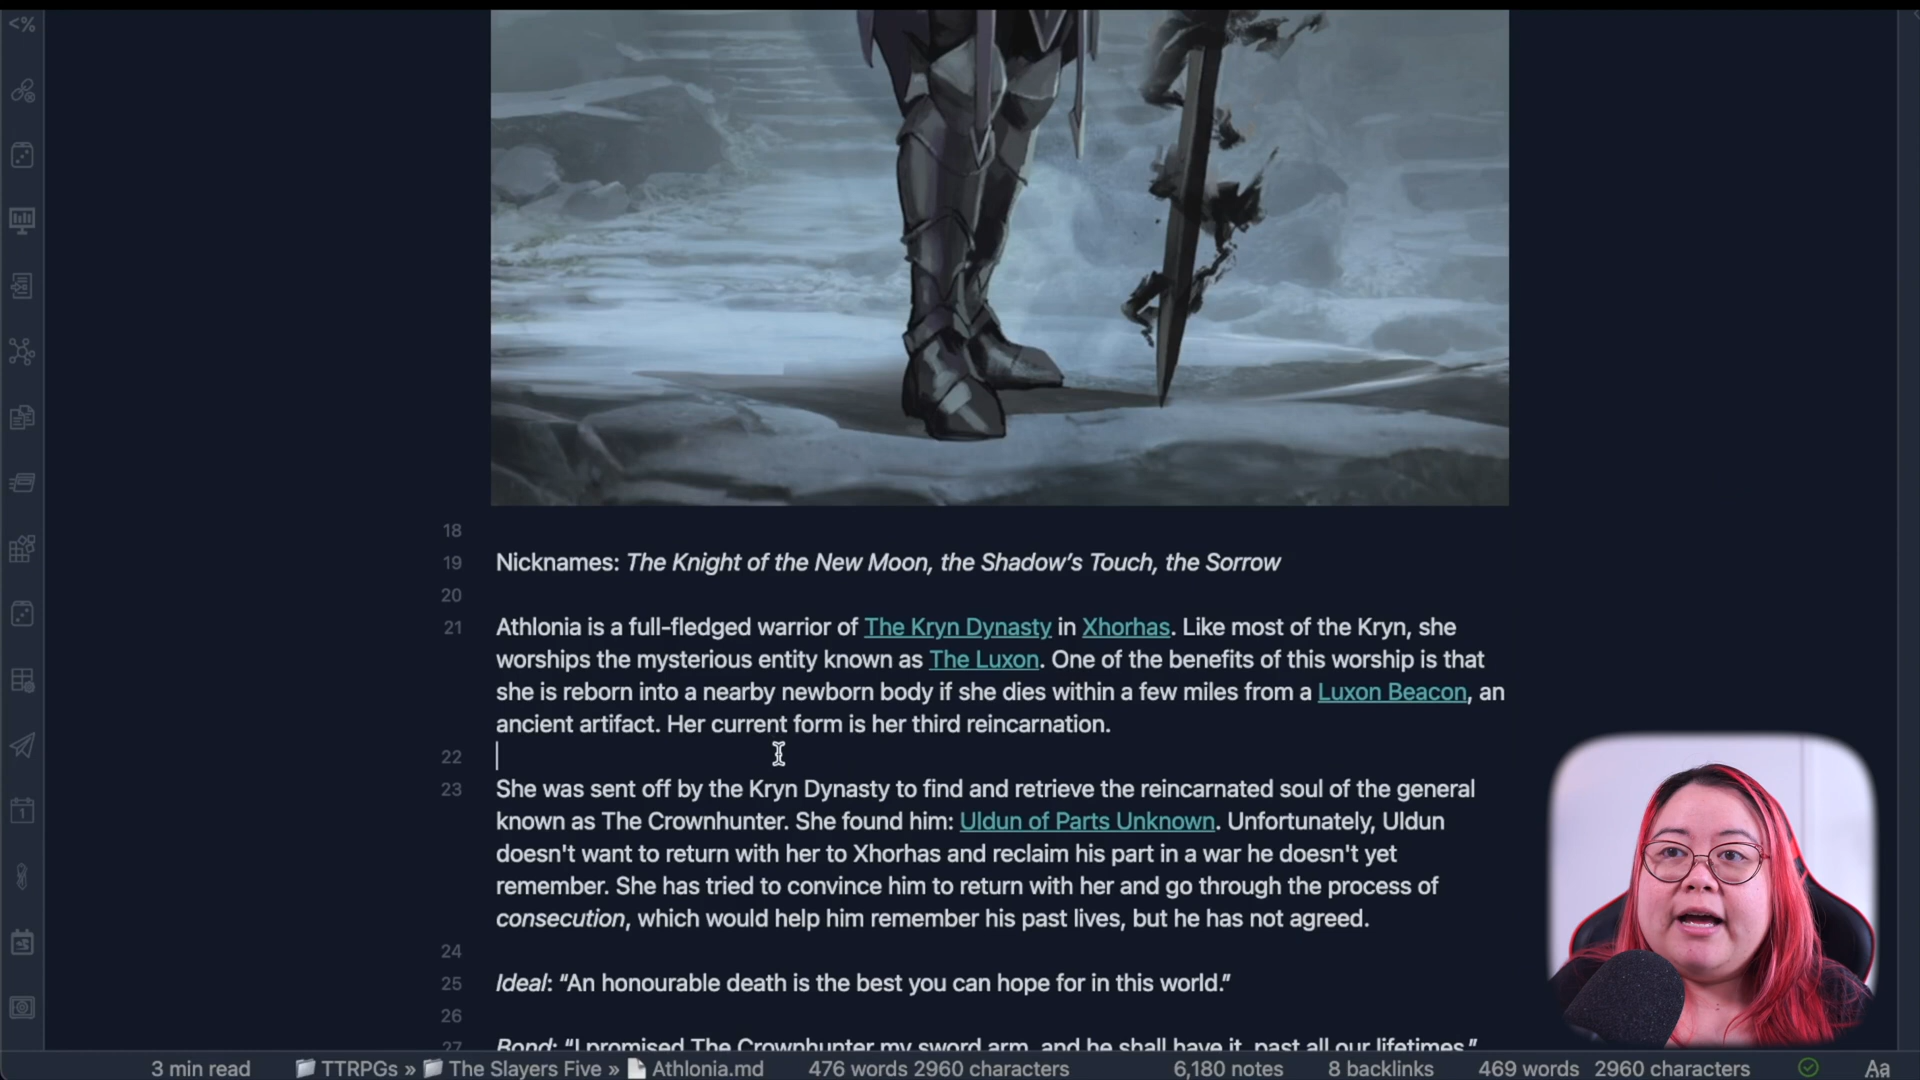 <%
18
19 Nicknames: The Knight of the New Moon, the Shadow’s Touch, the Sorrow
20
21 Athlonia is a full-fledged warrior of The Kryn Dynasty in Xhorhas. Like most of the Kryn, she
worships the mysterious entity known as The Luxon. One of the benefits of this worship is that
she is reborn into a nearby newborn body if she dies within a few miles from a Luxon Beacon, an
ancient artifact. Her current form is her third reincarnation.
22
23 She was sent off by the Kryn Dynasty to find and retrieve the reincarnated soul of the general
known as The Crownhunter. She found him: Uldun of Parts Unknown. Unfortunately, Uldun
doesn't want to return with her to Xhorhas and reclaim his part in a war he doesn't yet
remember. She has tried to convince him to return with her and go through the process of
consecution, which would help him remember his past lives, but he has not agreed.
24
25 Ideal: “An honourable death is the best you can hope for in this world.”
26
27 Bond: “I promised The Crownhunter my sword arm, and he shall have it, past all our lifetimes.”
1
3 min read TTRPGs » The Slayers Five » Athlonia.md 476 words 2960 characters 6,180 notes 8 backlinks 469 words 2960 characters Aa